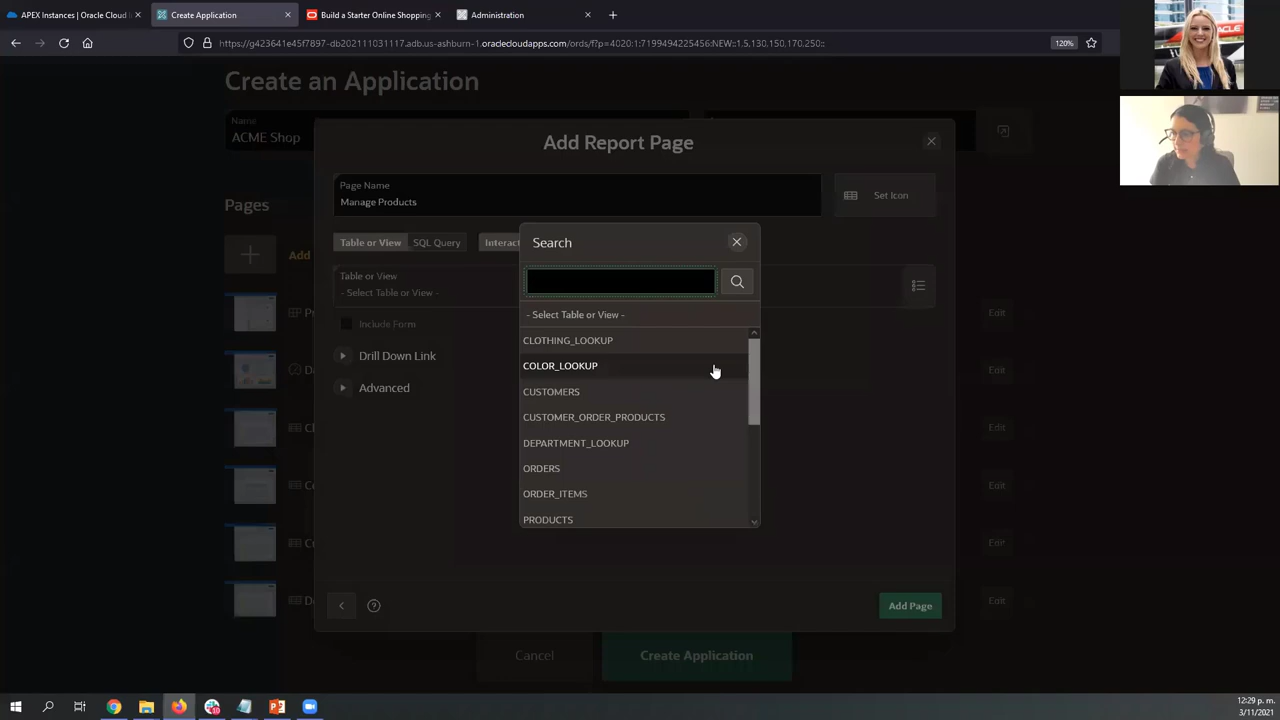 APEX Instances | Oracle Cloud I
Create Application
Build a Starter Online Shopping
Administration
https://g423641e45f7897-db202111031117.adb.us-ashburn-1.oraclecloudapps.com/ords/f?p=4020:1:7199494225456:NEW::1,5,131,150,130,500::
120%
Create an Application
Name
ACME Shop
Add Report Page
Page Name
Manage Products
Set Icon
Pages
Table or View
SQL Query
Interact
Search
Add
Table or View
- Select Table or View -
- Select Table or View -
Include Form
CLOTHING_LOOKUP
Drill Down Link
COLOR_LOOKUP
Advanced
CUSTOMERS
CUSTOMER_ORDER_PRODUCTS
DEPARTMENT_LOOKUP
ORDERS
ORDER_ITEMS
PRODUCTS
Edit
Edit
Edit
Edit
Edit
Edit
Add Page
Cancel
Create Application
12:29 p. m.
3/11/2021